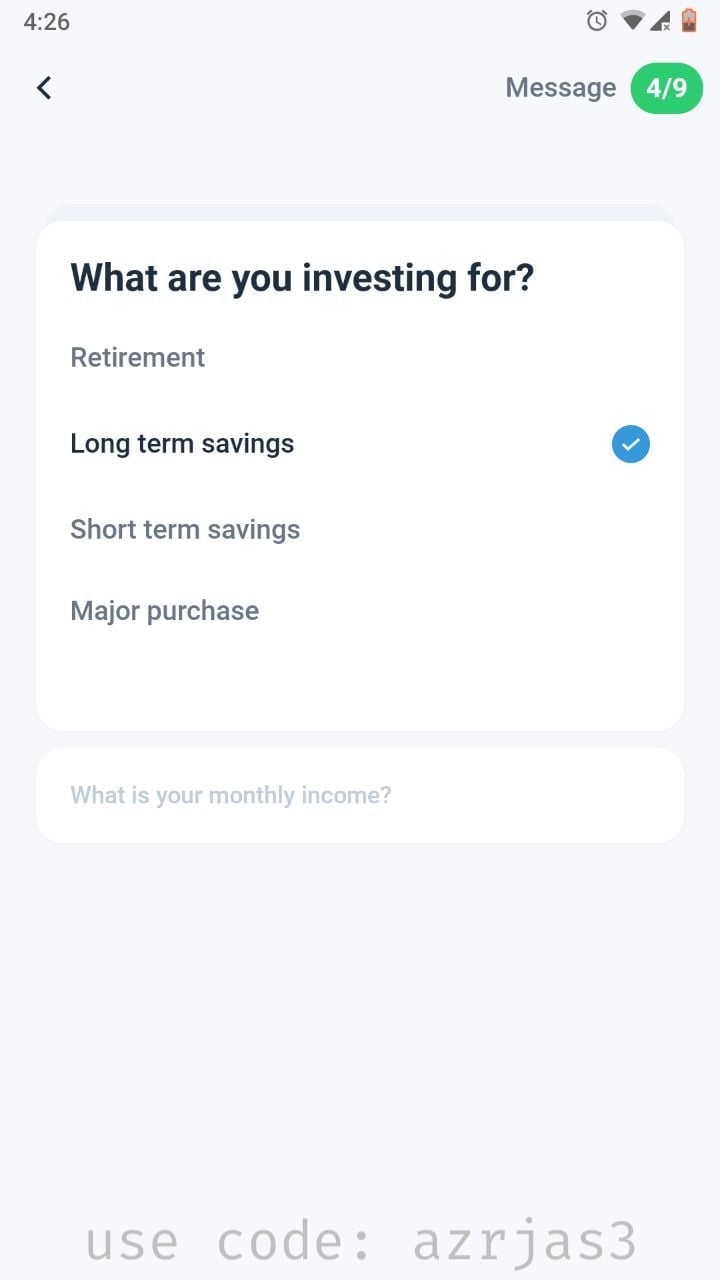 4:26
Message 4/9
What are you investing for?
Retirement
Long term savings
Short term savings
Major purchase
What is your monthly income?
use code: azrjas3